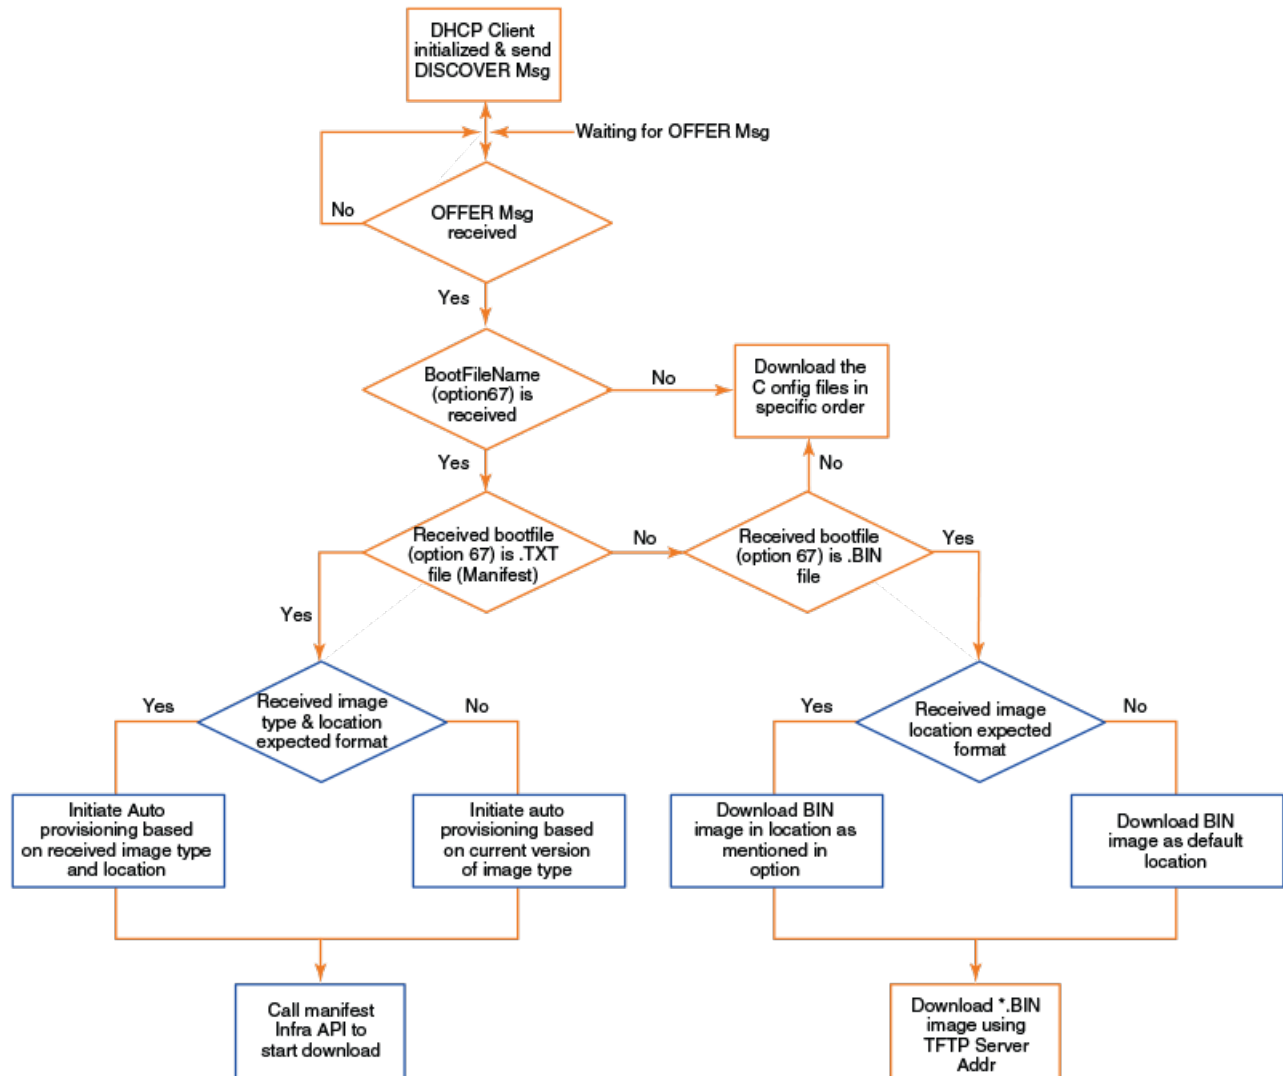 DHCP Client
initialized & send
DISCOVER Msg
Waiting for OFFER Msg
No
OFFER Msg
received
Yes
BootFileName
(option67) is
received
No
Download the
C onfig files in
specific order
Yes
No
Received bootfile
(option 67) is .TXT
file (Manifest)
No
Received bootfile
(option 67) is .BIN
file
Yes
Yes
Yes
Received image
type & location
expected format
No
Yes
Received image
location expected
format
No
Initiate Auto
provisioning based
on received image type
and location
Initiate auto
provisioning based
on current version
of image type
Download BIN
image in location as
mentioned in
option
Download BIN
image as default
location
Call manifest
Infra API to
start download
Download *.BIN
image using
TFTP Server
Addr